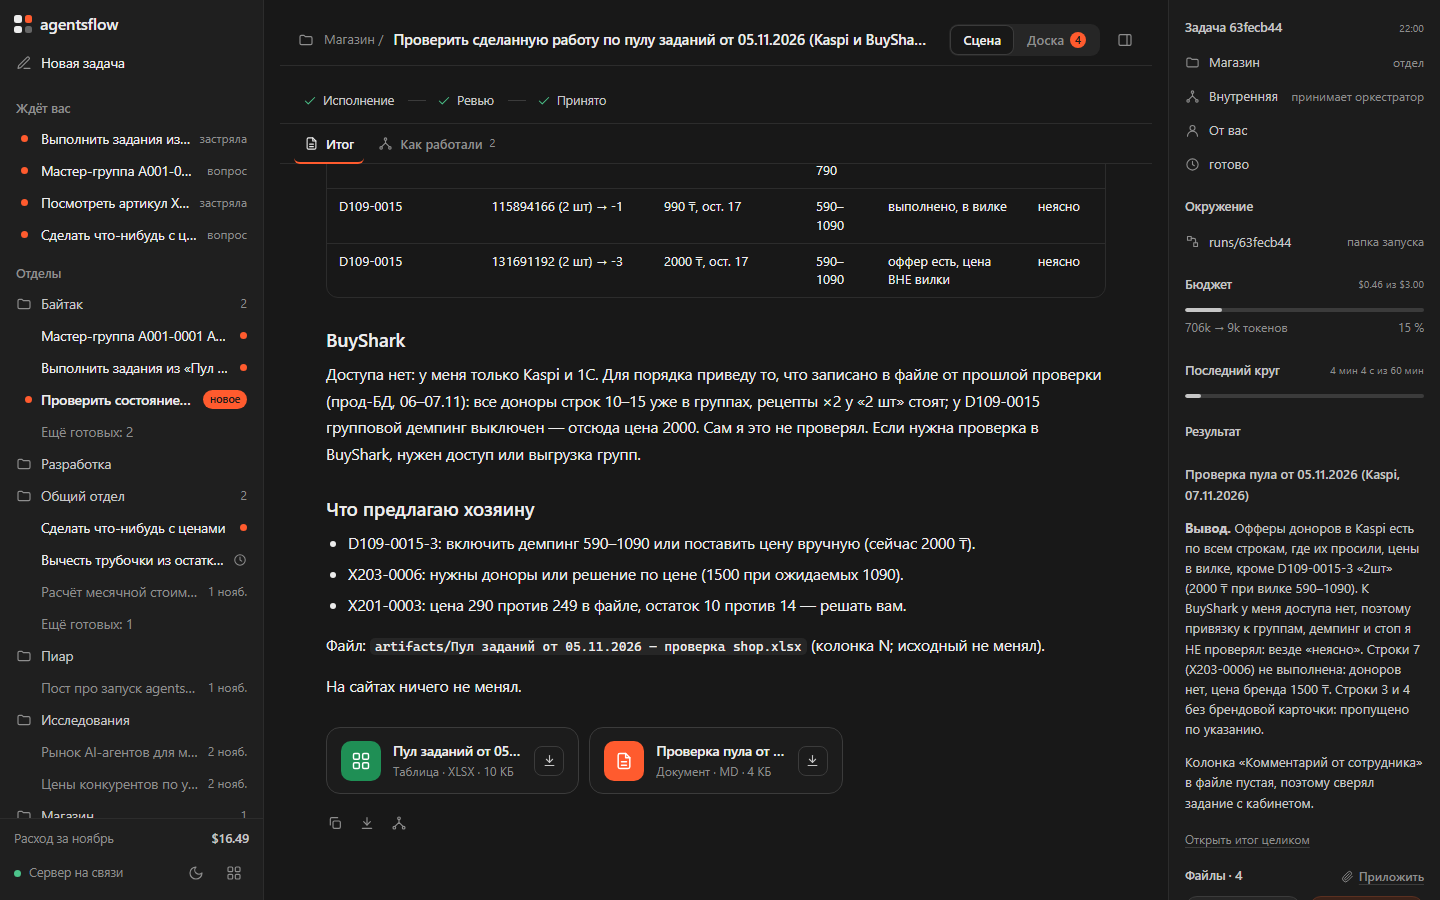 agentsflow
Новая задача
Ждёт вас
Выполнить задания из... застряла
Мастер-группа A001-0... вопрос
Посмотреть артикул X... застряла
Сделать что-нибудь с ц... вопрос
Отделы
Байтак 2
Мастер-группа A001-0001 A...
Выполнить задания из «Пул ...
Проверить состояние... новое
Ещё готовых: 2
Разработка
Общий отдел 2
Сделать что-нибудь с ценами
Вычесть трубочки из остатк...
Расчёт месячной стоим... 1 нояб.
Ещё готовых: 1
Пиар
Пост про запуск agents... 1 нояб.
Исследования
Рынок AI-агентов для м... 2 нояб.
Цены конкурентов по у... 2 нояб.
Магазин 1
Расход за ноябрь $16.49
Сервер на связи
Магазин / Проверить сделанную работу по пулу заданий от 05.11.2026 (Kaspi и BuySha...
Сцена Доска 4
Исполнение — Ревью — Принято
Итог Как работали 2
790
D109-0015 115894166 (2 шт) → -1 990 ₸, ост. 17 590–1090 выполнено, в вилке неясно
D109-0015 131691192 (2 шт) → -3 2000 ₸, ост. 17 590–1090 оффер есть, цена ВНЕ вилки неясно
BuyShark
Доступа нет: у меня только Kaspi и 1С. Для порядка приведу то, что записано в файле от прошлой проверки
(прод-БД, 06–07.11): все доноры строк 10–15 уже в группах, рецепты ×2 у «2 шт» стоят; у D109-0015
групповой демпинг выключен — отсюда цена 2000. Сам я это не проверял. Если нужна проверка в
BuyShark, нужен доступ или выгрузка групп.
Что предлагаю хозяину
• D109-0015-3: включить демпинг 590–1090 или поставить цену вручную (сейчас 2000 ₸).
• X203-0006: нужны доноры или решение по цене (1500 при ожидаемых 1090).
• X201-0003: цена 290 против 249 в файле, остаток 10 против 14 — решать вам.
Файл: artifacts/Пул заданий от 05.11.2026 — проверка shop.xlsx (колонка N; исходный не менял).
На сайтах ничего не менял.
Пул заданий от 05...
Таблица · XLSX · 10 КБ
Проверка пула от ...
Документ · MD · 4 КБ
Задача 63fecb44 22:00
Магазин отдел
Внутренняя принимает оркестратор
От вас
готово
Окружение
runs/63fecb44 папка запуска
Бюджет $0.46 из $3.00
706k → 9k токенов 15 %
Последний круг 4 мин 4 с из 60 мин
Результат
Проверка пула от 05.11.2026 (Kaspi,
07.11.2026)
Вывод. Офферы доноров в Kaspi есть
по всем строкам, где их просили, цены
в вилке, кроме D109-0015-3 «2шт»
(2000 ₸ при вилке 590–1090). К
BuyShark у меня доступа нет, поэтому
привязку к группам, демпинг и стоп я
НЕ проверял: везде «неясно». Строки 7
(X203-0006) не выполнена: доноров
нет, цена бренда 1500 ₸. Строки 3 и 4
без брендовой карточки: пропущено
по указанию.
Колонка «Комментарий от сотрудника»
в файле пустая, поэтому сверял
задание с кабинетом.
Открыть итог целиком
Файлы · 4 Приложить